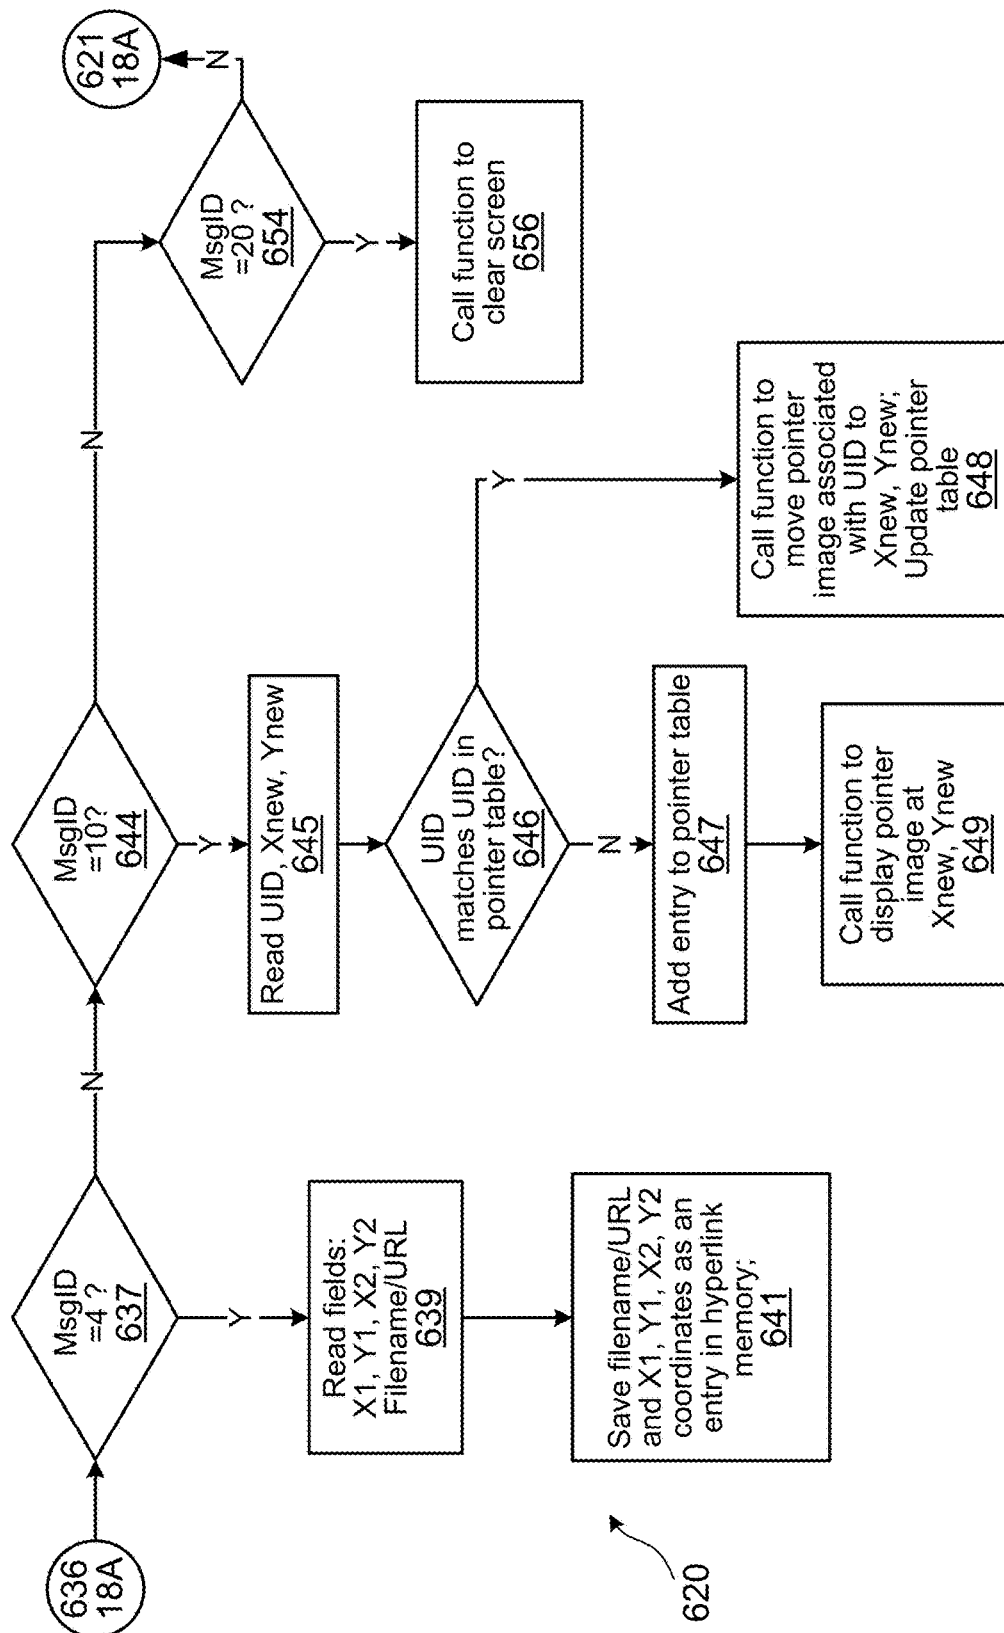 636
18A
MsgID
=4 ?
637
Y
Read fields:
X1, Y1, X2, Y2
Filename/URL
639
Save filename/URL
and X1, Y1, X2, Y2
coordinates as an
entry in hyperlink
memory;
641
620
N
MsgID
=10?
644
Y
Read UID, Xnew, Ynew
645
UID
matches UID in
pointer table?
646
N
Add entry to pointer table
647
Call function to
display pointer
image at
Xnew, Ynew
649
Y
Call function to
move pointer
image associated
with UID to
Xnew, Ynew;
Update pointer
table
648
N
MsgID
=20 ?
654
Y
Call function to
clear screen
656
N
621
18A